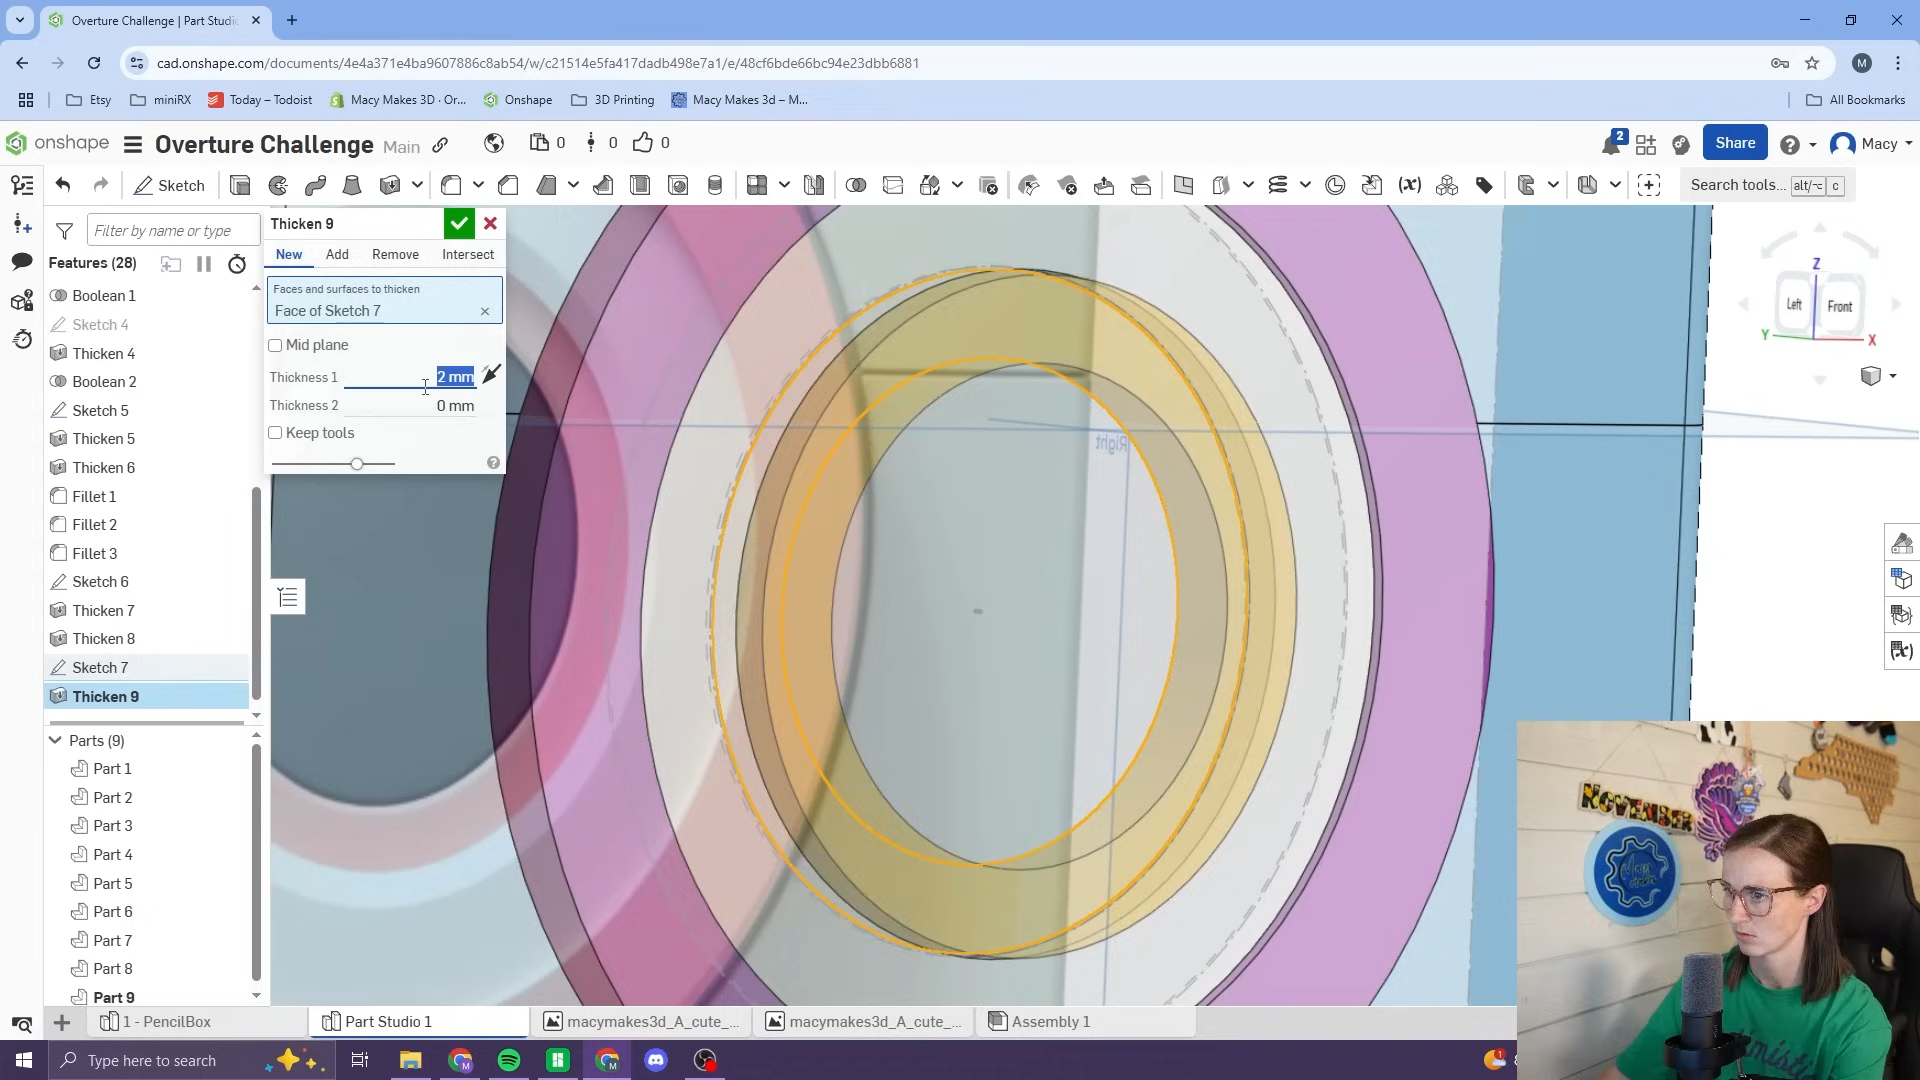 Overture Challenge | Part Studi
cad.onshape.com/documents/4e4a371e4ba9607886c8ab54/w/c21514e5fa417dadb498e7a1/e/48cf6bde66bc94e23dbb6881
M
Etsy miniRX Today – Todoist Macy Makes 3D · Or... Onshape 3D Printing Macy Makes 3d – M... All Bookmarks
onshape Overture Challenge Main 0 0 0 2 Share Macy
Sketch Search tools... alt/⌥ c
Filter by name or type
Features (28)
Boolean 1
Sketch 4
Thicken 4
Boolean 2
Sketch 5
Thicken 5
Thicken 6
Fillet 1
Fillet 2
Fillet 3
Sketch 6
Thicken 7
Thicken 8
Sketch 7
Thicken 9
Parts (9)
Part 1
Part 2
Part 3
Part 4
Part 5
Part 6
Part 7
Part 8
Part 9
Thicken 9
New Add Remove Intersect
Faces and surfaces to thicken
Face of Sketch 7
Mid plane
Thickness 1 2 mm
Thickness 2 0 mm
Keep tools
Right
Z
Left Front
Y X
NOVEMBER
1 - PencilBox Part Studio 1 macymakes3d_A_cute_... macymakes3d_A_cute_... Assembly 1
Type here to search